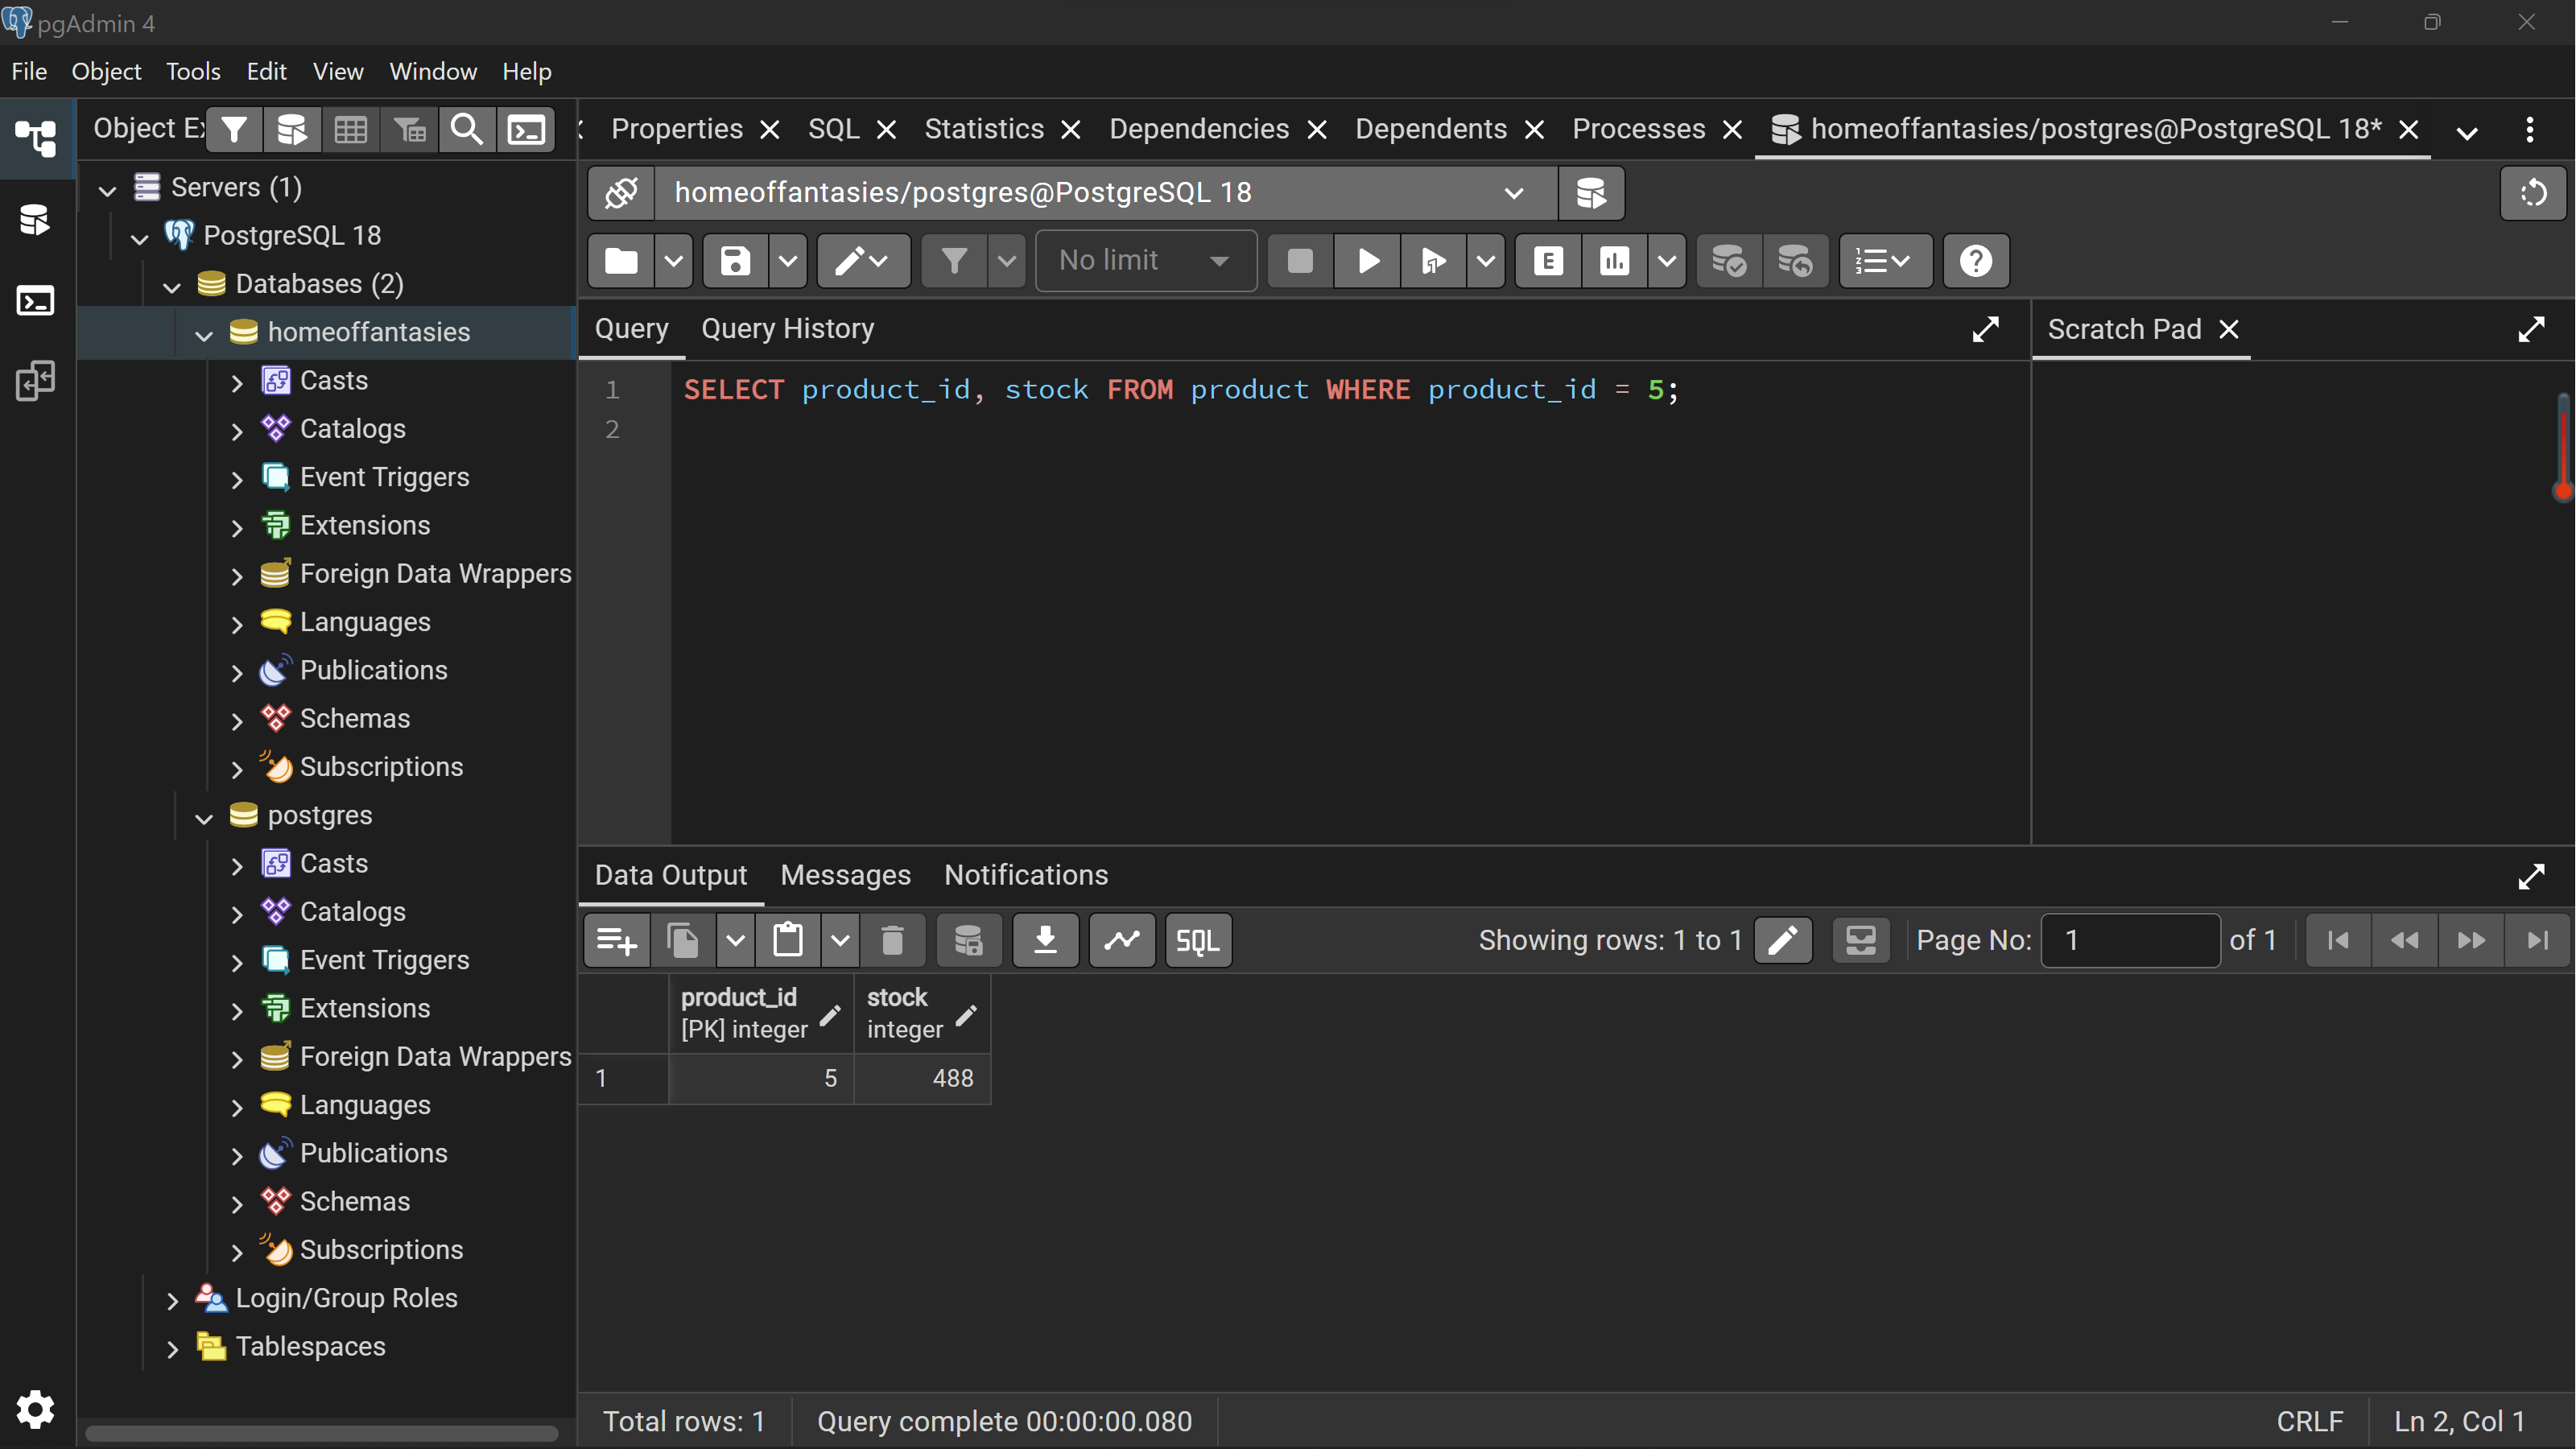 pgAdmin 4
File Object Tools Edit View Window Help
Object Ex
Properties SQL Statistics Dependencies Dependents Processes homeoffantasies/postgres@PostgreSQL 18*
Servers (1)
PostgreSQL 18
Databases (2)
homeoffantasies
Casts
Catalogs
Event Triggers
Extensions
Foreign Data Wrappers
Languages
Publications
Schemas
Subscriptions
postgres
Casts
Catalogs
Event Triggers
Extensions
Foreign Data Wrappers
Languages
Publications
Schemas
Subscriptions
Login/Group Roles
Tablespaces
homeoffantasies/postgres@PostgreSQL 18
No limit
E
Query Query History
Scratch Pad
1 SELECT product_id, stock FROM product WHERE product_id = 5;
2
Data Output Messages Notifications
SQL Showing rows: 1 to 1 Page No: 1 of 1
product_id stock
[PK] integer integer
1 5 488
Total rows: 1 Query complete 00:00:00.080 CRLF Ln 2, Col 1